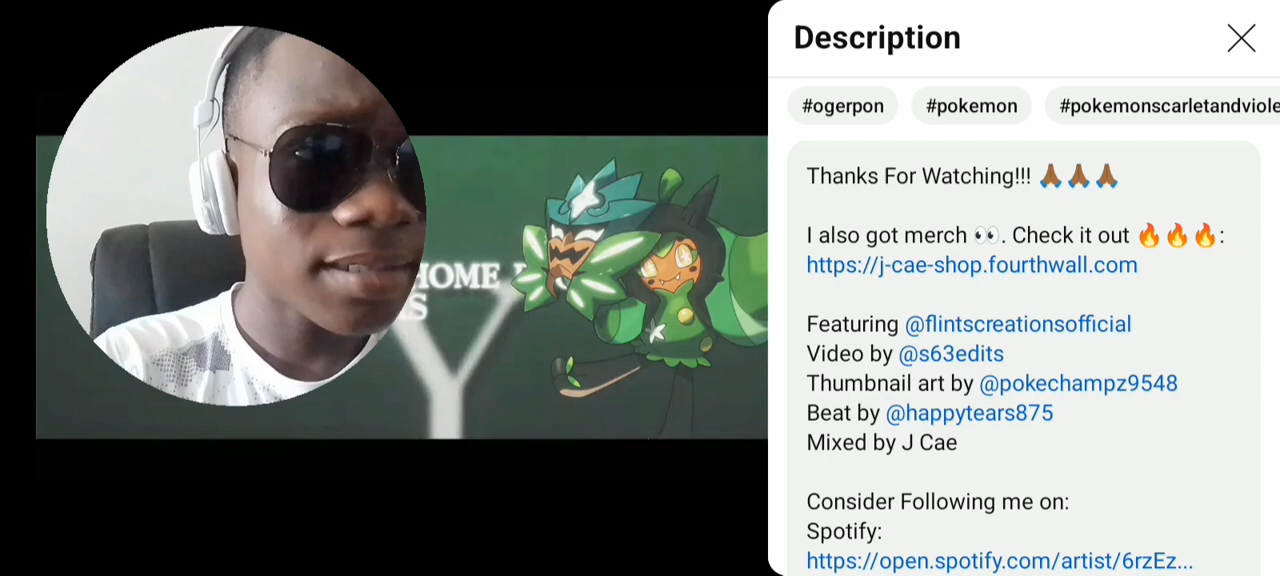 HOME
S
Description
#ogerpon
#pokemon
#pokemonscarletandviole
Thanks For Watching!!! 🙏🏾🙏🏾🙏🏾
I also got merch 👀. Check it out 🔥🔥🔥:
https://j-cae-shop.fourthwall.com
Featuring @flintscreationsofficial
Video by @s63edits
Thumbnail art by @pokechampz9548
Beat by @happytears875
Mixed by J Cae
Consider Following me on:
Spotify:
https://open.spotify.com/artist/6rzEz...